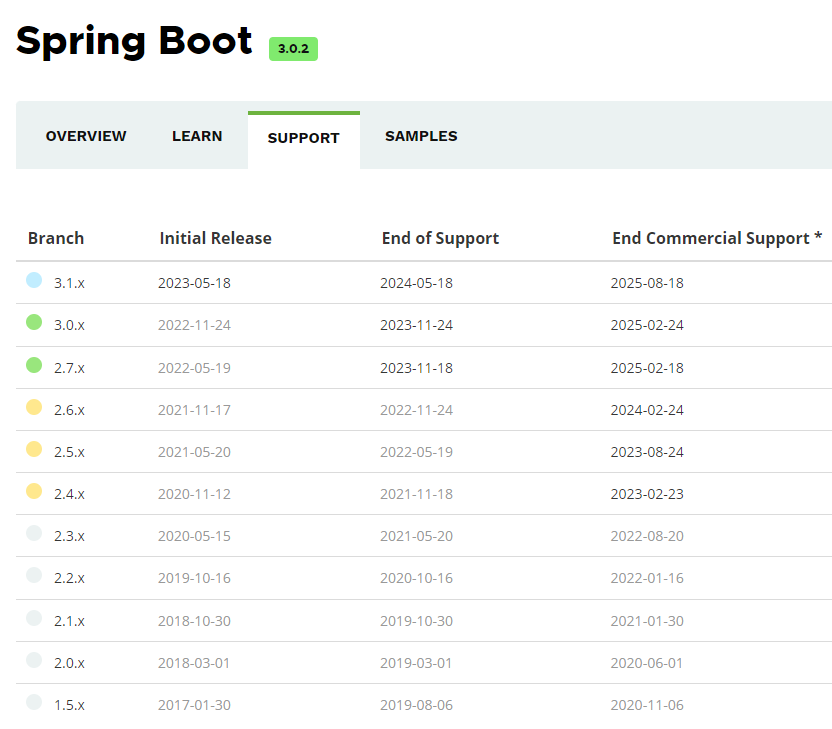 Spring Boot 3.0.2
OVERVIEW LEARN SUPPORT SAMPLES
Branch Initial Release End of Support End Commercial Support *
3.1.x 2023-05-18 2024-05-18 2025-08-18
3.0.x 2022-11-24 2023-11-24 2025-02-24
2.7.x 2022-05-19 2023-11-18 2025-02-18
2.6.x 2021-11-17 2022-11-24 2024-02-24
2.5.x 2021-05-20 2022-05-19 2023-08-24
2.4.x 2020-11-12 2021-11-18 2023-02-23
2.3.x 2020-05-15 2021-05-20 2022-08-20
2.2.x 2019-10-16 2020-10-16 2022-01-16
2.1.x 2018-10-30 2019-10-30 2021-01-30
2.0.x 2018-03-01 2019-03-01 2020-06-01
1.5.x 2017-01-30 2019-08-06 2020-11-06